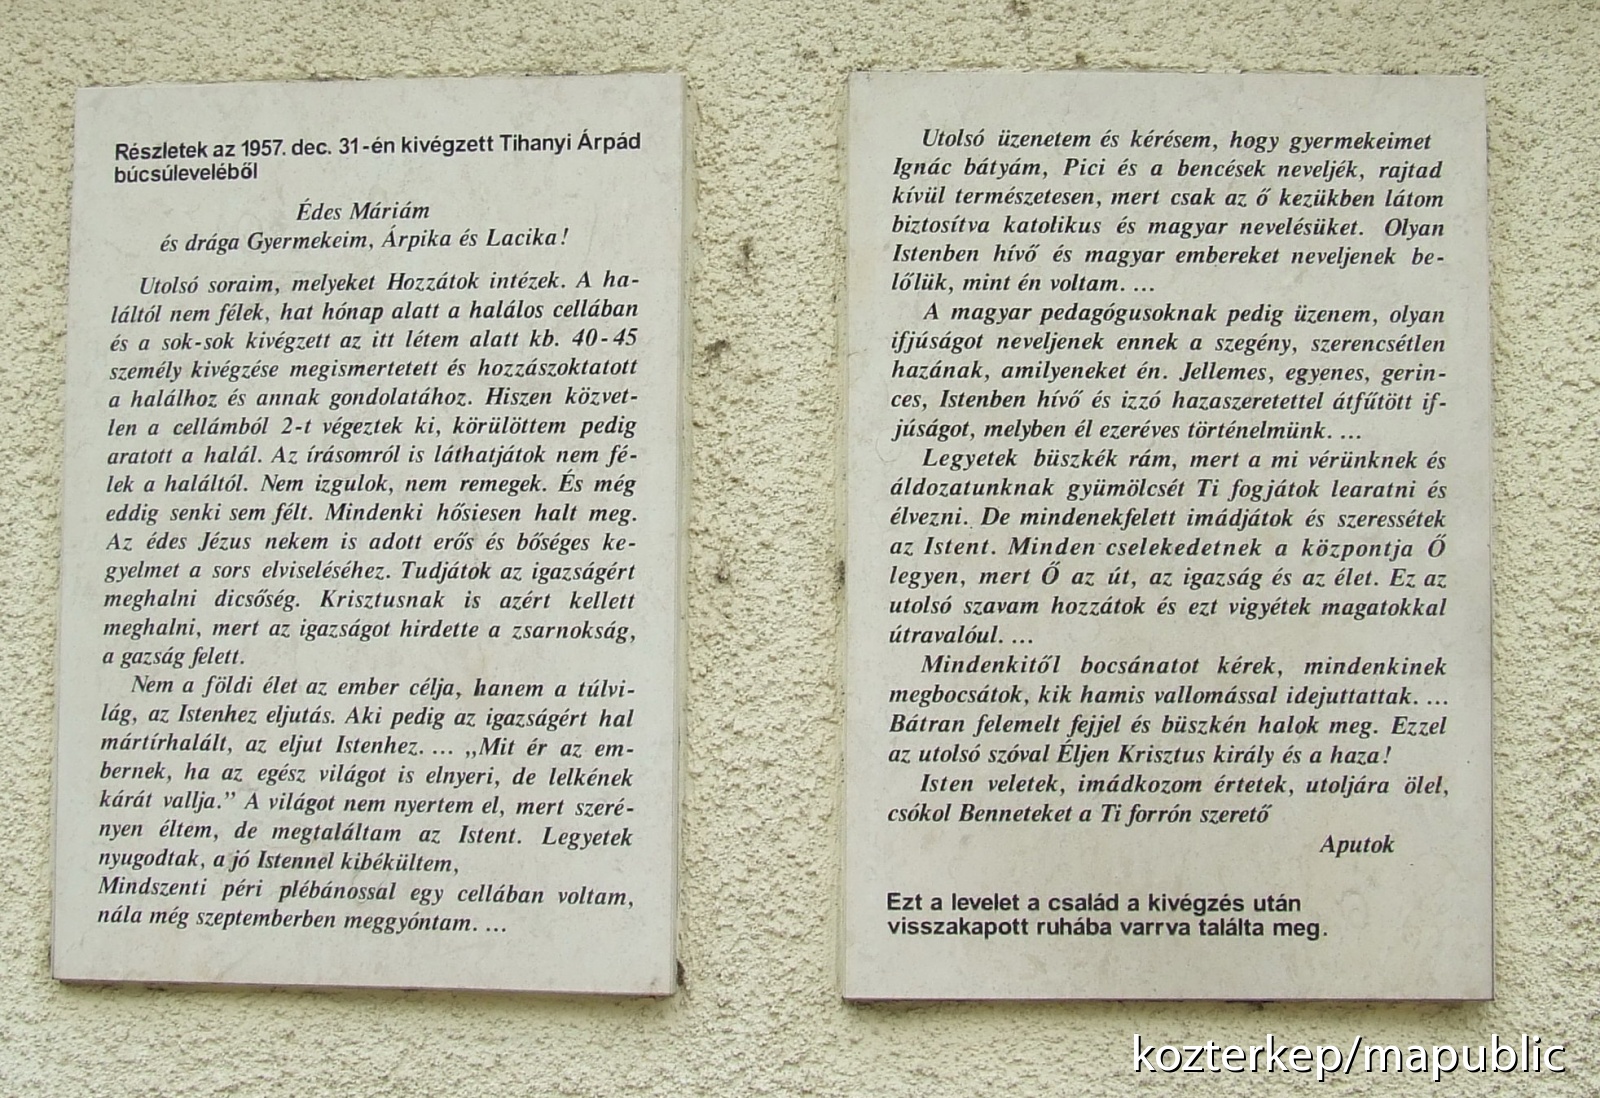 Részletek az 1957. dec. 31-én kivégzett Tihanyi Árpád
búcsúleveléből
Édes Máriám
és drága Gyermekeim, Árpika és Lacika!
Utolsó soraim, melyeket Hozzátok intézek. A ha-
láltól nem félek, hat hónap alatt a halálos cellában
és a sok-sok kivégzett az itt létem alatt kb. 40-45
személy kivégzése megismertetett és hozzászoktatott
a halálhoz és annak gondolatához. Hiszen közvet-
len a cellámból 2-t végeztek ki, körülöttem pedig
aratott a halál. Az írásomról is láthatjátok nem fé-
lek a haláltól. Nem izgulok, nem remegek. És még
eddig senki sem félt. Mindenki hősiesen halt meg.
Az édes Jézus nekem is adott erős és bőséges ke-
gyelmet a sors elviseléséhez. Tudjátok az igazságért
meghalni dicsőség. Krisztusnak is azért kellett
meghalni, mert az igazságot hirdette a zsarnokság,
a gazság felett.
Nem a földi élet az ember célja, hanem a túlvi-
lág, az Istenhez eljutás. Aki pedig az igazságért hal
mártírhalált, az eljut Istenhez. ... „Mit ér az em-
bernek, ha az egész világot is elnyeri, de lelkének
kárát vallja.” A világot nem nyertem el, mert szeré-
nyen éltem, de megtaláltam az Istent. Legyetek
nyugodtak, a jó Istennel kibékültem,
Mindszenti péri plébánossal egy cellában voltam,
nála még szeptemberben meggyóntam. ...
Utolsó üzenetem és kérésem, hogy gyermekeimet
Ignác bátyám, Pici és a bencések neveljék, rajtad
kívül természetesen, mert csak az ő kezükben látom
biztosítva katolikus és magyar nevelésüket. Olyan
Istenben hívő és magyar embereket neveljenek be-
lőlük, mint én voltam. ...
A magyar pedagógusoknak pedig üzenem, olyan
ifjúságot neveljenek ennek a szegény, szerencsétlen
hazának, amilyeneket én. Jellemes, egyenes, gerin-
ces, Istenben hívő és izzó hazaszeretettel átfűtött if-
júságot, melyben él ezeréves történelmünk. ...
Legyetek büszkék rám, mert a mi vérünknek és
áldozatunknak gyümölcsét Ti fogjátok learatni és
élvezni. De mindenekfelett imádjátok és szeressétek
az Istent. Minden cselekedetnek a központja Ő
legyen, mert Ő az út, az igazság és az élet. Ez az
utolsó szavam hozzátok és ezt vigyétek magatokkal
útravalóul. ...
Mindenkitől bocsánatot kérek, mindenkinek
megbocsátok, kik hamis vallomással idejuttattak. ...
Bátran felemelt fejjel és büszkén halok meg. Ezzel
az utolsó szóval Éljen Krisztus király és a haza!
Isten veletek, imádkozom értetek, utoljára ölel,
csókol Benneteket a Ti forrón szerető
Aputok
Ezt a levelet a család a kivégzés után
visszakapott ruhába varrva találta meg.
kozterkep/mapublic